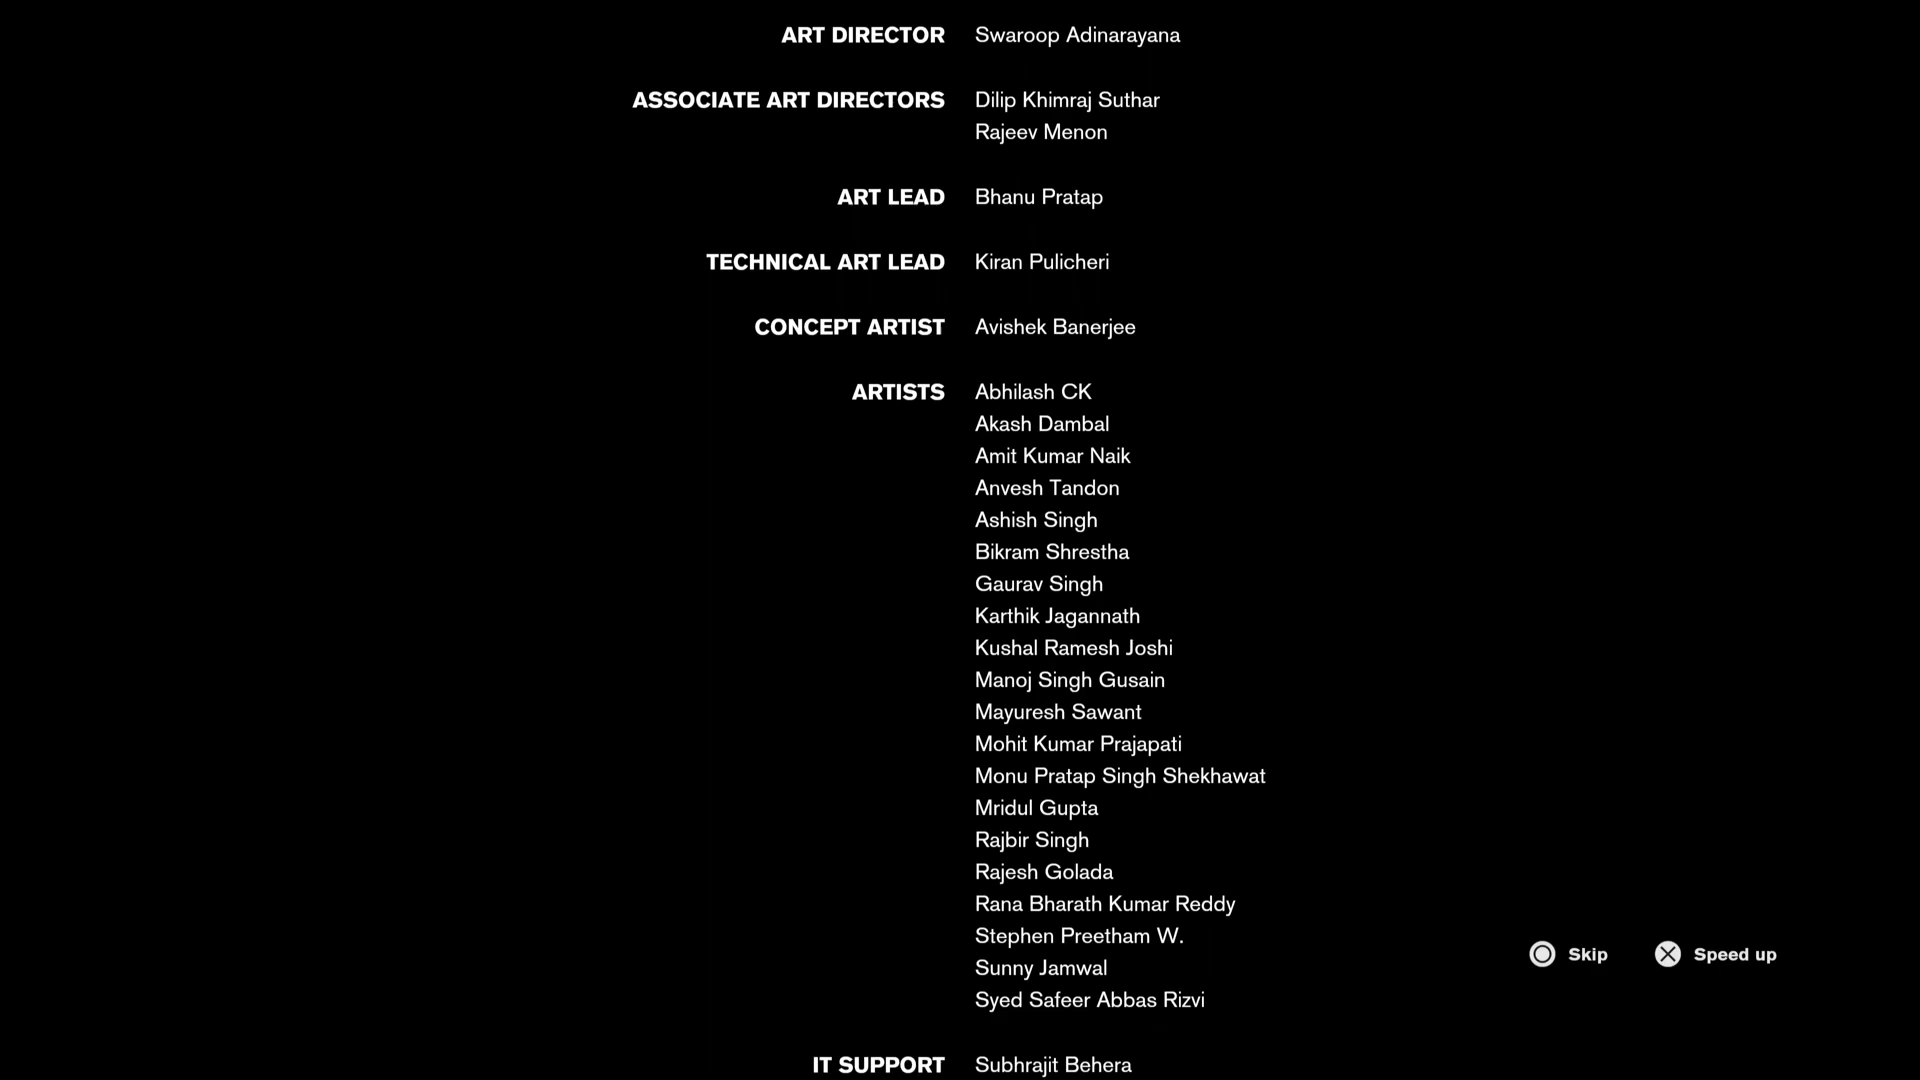 ART DIRECTOR Swaroop Adinarayana
ASSOCIATE ART DIRECTORS Dilip Khimraj Suthar
Rajeev Menon
ART LEAD Bhanu Pratap
TECHNICAL ART LEAD Kiran Pulicheri
CONCEPT ARTIST Avishek Banerjee
ARTISTS Abhilash CK
Akash Dambal
Amit Kumar Naik
Anvesh Tandon
Ashish Singh
Bikram Shrestha
Gaurav Singh
Karthik Jagannath
Kushal Ramesh Joshi
Manoj Singh Gusain
Mayuresh Sawant
Mohit Kumar Prajapati
Monu Pratap Singh Shekhawat
Mridul Gupta
Rajbir Singh
Rajesh Golada
Rana Bharath Kumar Reddy
Stephen Preetham W.
Skip Speed up
Sunny Jamwal
Syed Safeer Abbas Rizvi
IT SUPPORT Subhrajit Behera